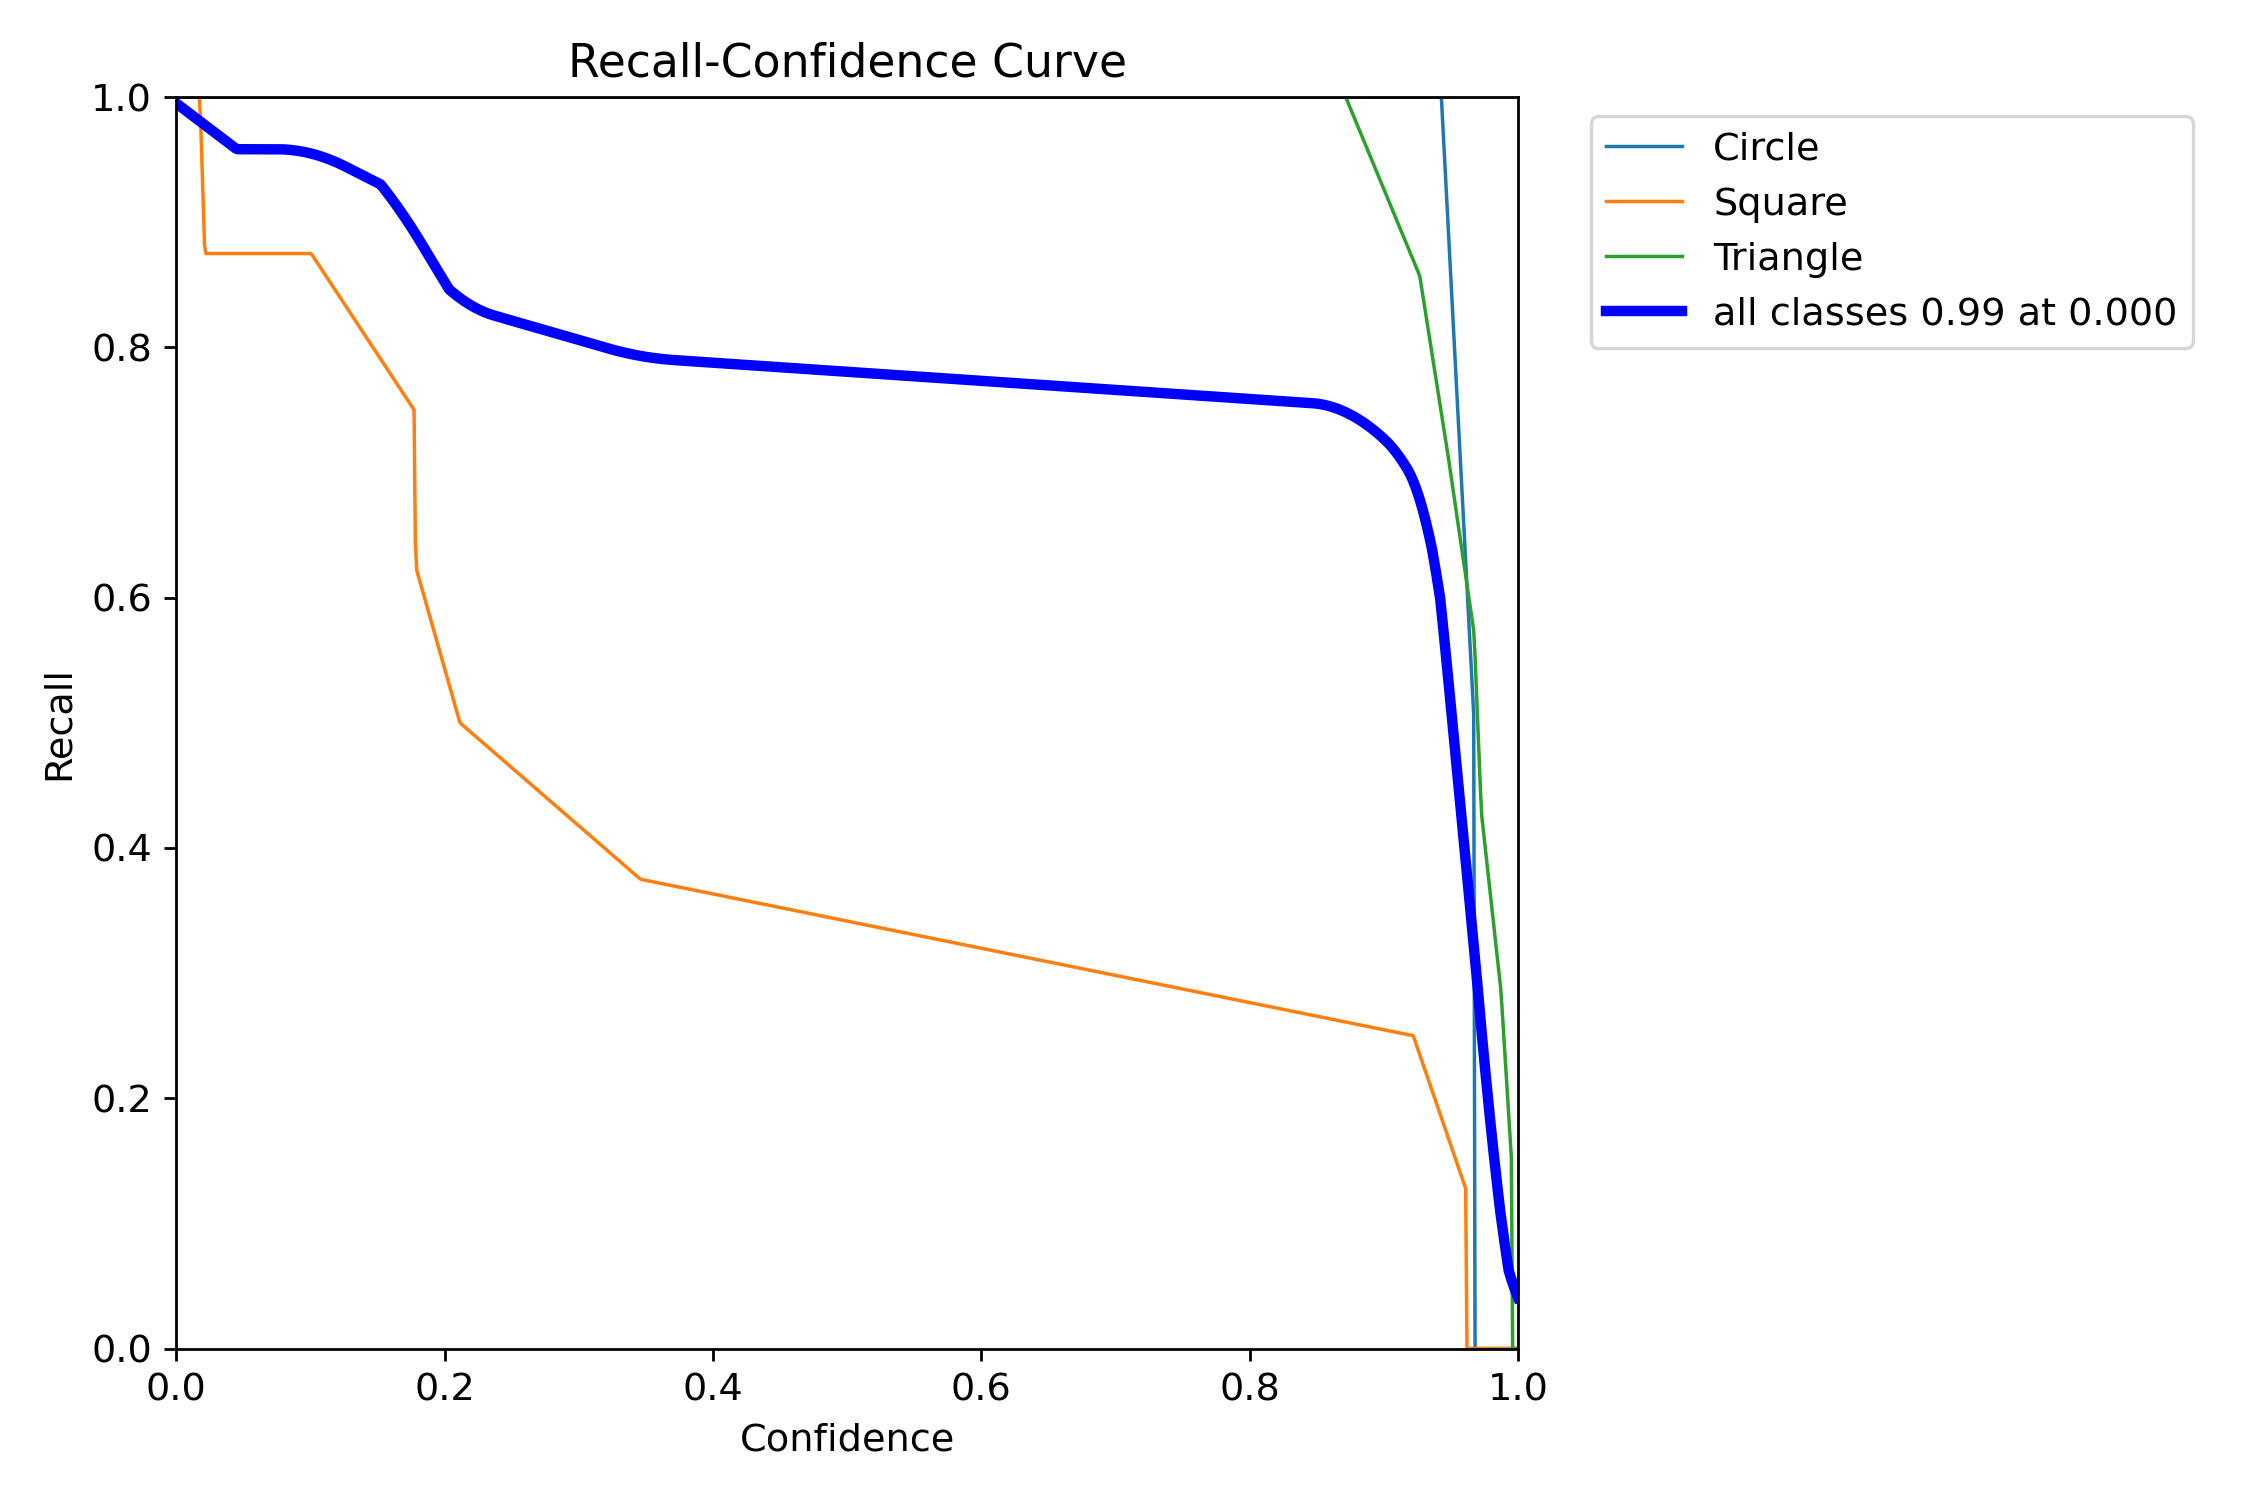 Recall-Confidence Curve
1.0
0.8
0.6
0.4
0.2
0.0
Recall
0.0 0.2 0.4 0.6 0.8 1.0
Confidence
Circle
Square
Triangle
all classes 0.99 at 0.000